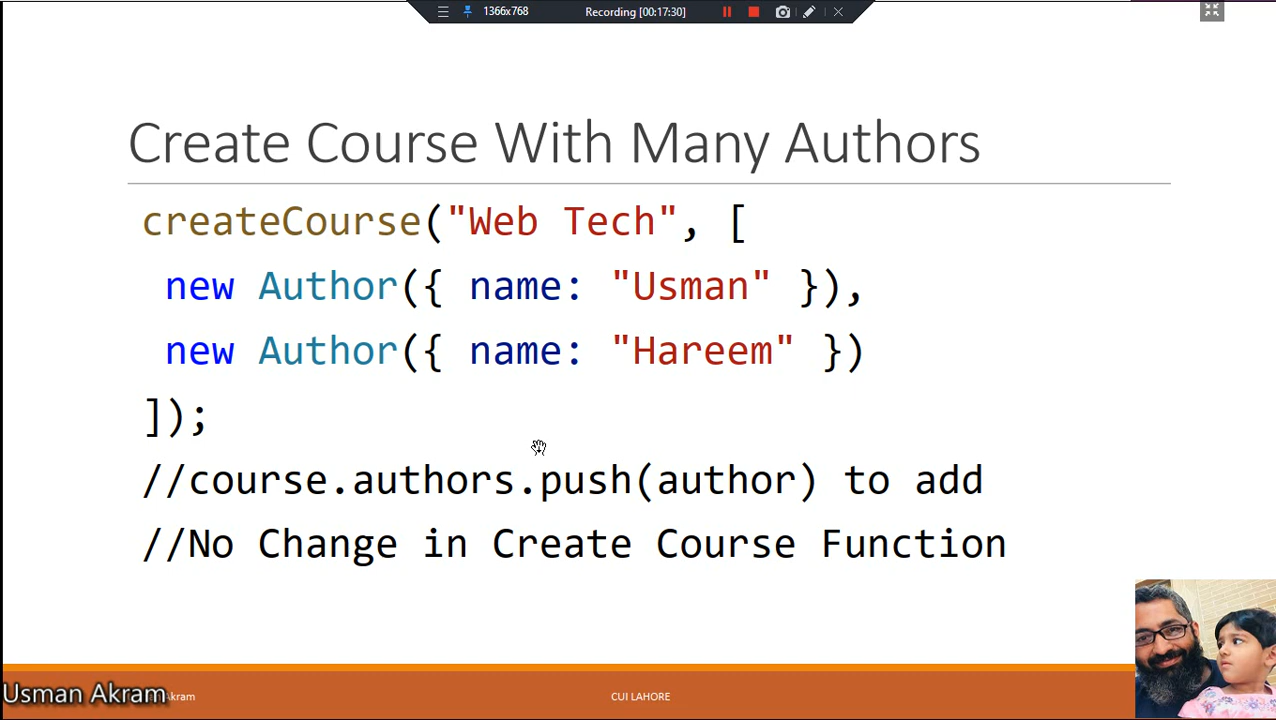 1366x768 Recording [00:17:30]
Create Course With Many Authors
createCourse("Web Tech", [
new Author({ name: "Usman" }),
new Author({ name: "Hareem" })
]);
//course.authors.push(author) to add
//No Change in Create Course Function
Usman Akram
CUI LAHORE